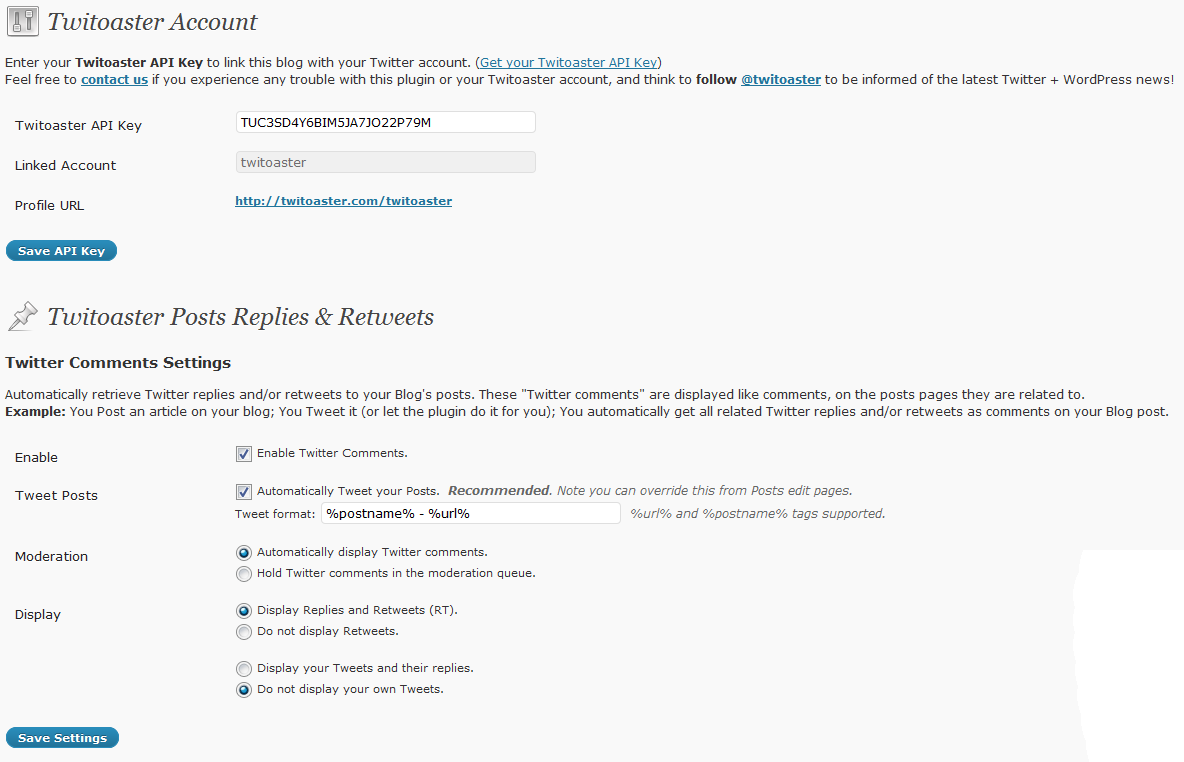 Twitoaster Account
Enter your Twitoaster API Key to link this blog with your Twitter account. (Get your Twitoaster API Key)
Feel free to contact us if you experience any trouble with this plugin or your Twitoaster account, and think to follow @twitoaster to be informed of the latest Twitter + WordPress news!
Twitoaster API Key TUC3SD4Y6BIM5JA7JO22P79M
Linked Account twitoaster
Profile URL http://twitoaster.com/twitoaster
Save API Key
Twitoaster Posts Replies & Retweets
Twitter Comments Settings
Automatically retrieve Twitter replies and/or retweets to your Blog's posts. These "Twitter comments" are displayed like comments, on the posts pages they are related to.
Example: You Post an article on your blog; You Tweet it (or let the plugin do it for you); You automatically get all related Twitter replies and/or retweets as comments on your Blog post.
Enable Enable Twitter Comments.
Tweet Posts Automatically Tweet your Posts. Recommended. Note you can override this from Posts edit pages.
Tweet format: %postname% - %url% %url% and %postname% tags supported.
Moderation Automatically display Twitter comments.
Hold Twitter comments in the moderation queue.
Display Display Replies and Retweets (RT).
Do not display Retweets.
Display your Tweets and their replies.
Do not display your own Tweets.
Save Settings